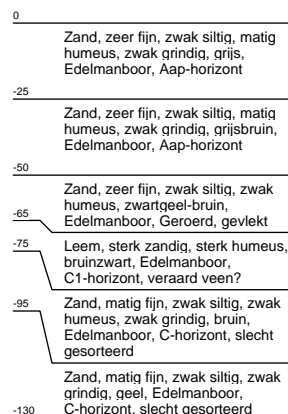 0
Zand, zeer fijn, zwak siltig, matig
humeus, zwak grindig, grijs,
Edelmanboor, Aap-horizont
-25
Zand, zeer fijn, zwak siltig, matig
humeus, zwak grindig, grijsbruin,
Edelmanboor, Aap-horizont
-50
Zand, zeer fijn, zwak siltig, zwak
humeus, zwartgeel-bruin,
Edelmanboor, Geroerd, gevlekt
-65
-75
Leem, sterk zandig, sterk humeus,
bruinzwart, Edelmanboor,
C1-horizont, veraard veen?
-95
Zand, matig fijn, zwak siltig, zwak
humeus, zwak grindig, bruin,
Edelmanboor, C-horizont, slecht
gesorteerd
Zand, matig fijn, zwak siltig, zwak
grindig, geel, Edelmanboor,
C-horizont, slecht gesorteerd
-130